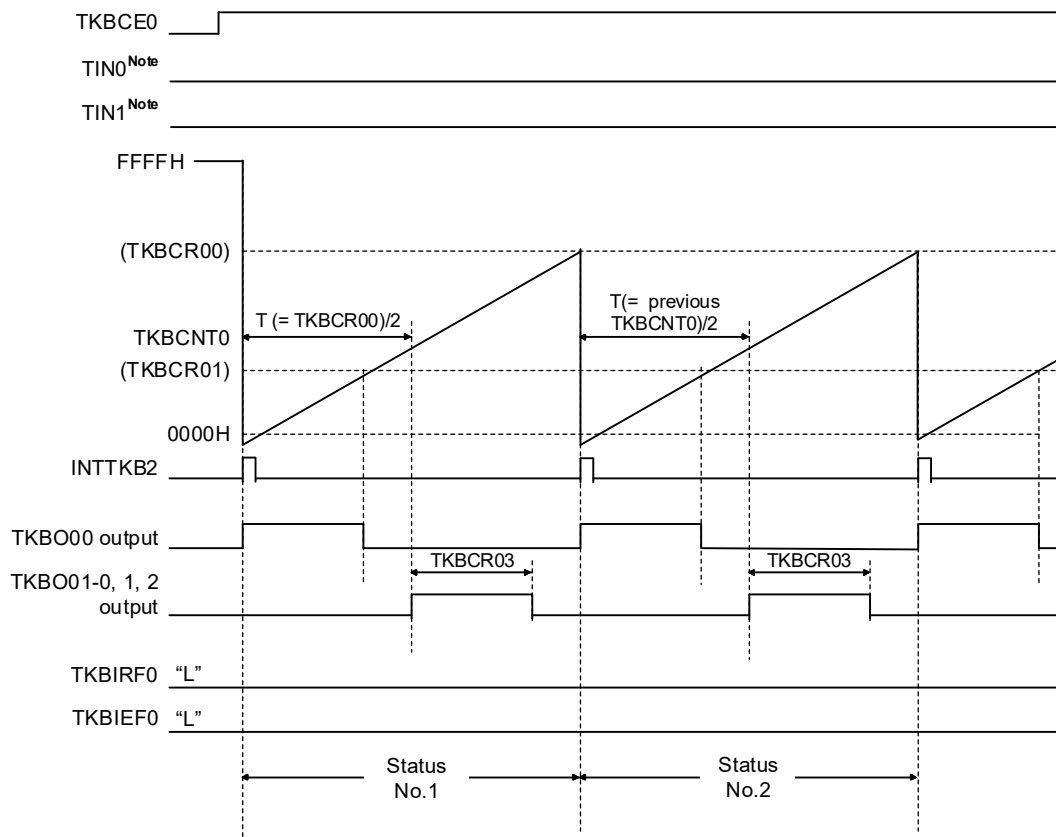 TKBCE0
TIN0Note
TIN1Note
FFFFH
(TKBCR00)
T (= TKBCR00)/2
T(= previous
TKBCNT0)/2
TKBCNT0
(TKBCR01)
0000H
INTTKB2
TKBO00 output
TKBCR03
TKBCR03
TKBO01-0, 1, 2
output
TKBIRF0 “L”
TKBIEF0 “L”
Status
No.1
Status
No.2